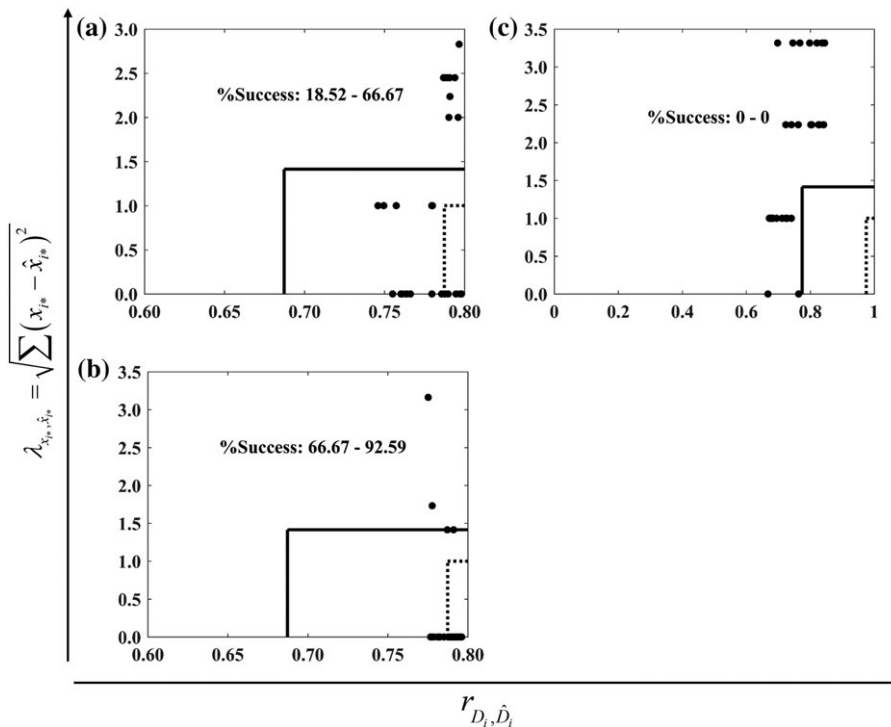 (a)
3.0
2.5
2.0
1.5
1.0
0.5
0.0
%Success: 18.52 - 66.67
0.60 0.65 0.70 0.75 0.80
(c)
3.5
3.0
2.5
2.0
1.5
1.0
0.5
0.0
%Success: 0 - 0
0 0.2 0.4 0.6 0.8 1
(b)
3.5
3.0
2.5
2.0
1.5
1.0
0.5
0.0
%Success: 66.67 - 92.59
0.60 0.65 0.70 0.75 0.80
λ_{x_{i*}, x̂_{i*}} = √∑(x_{i*} − x̂_{i*})²
r_{D_i, D̂_i}